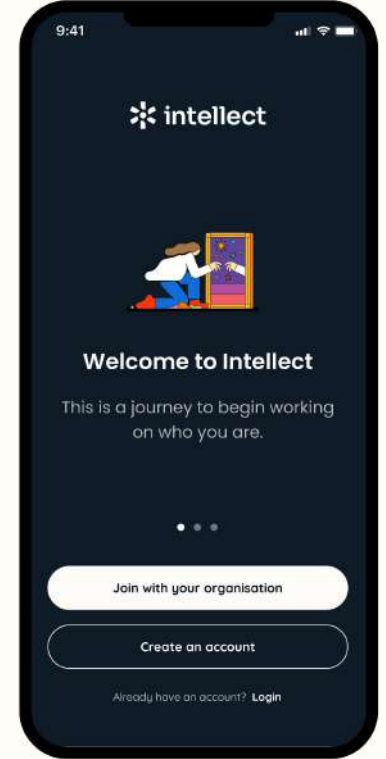 9:41
intellect
Welcome to Intellect
This is a journey to begin working
on who you are.
Join with your organisation
Create an account
Already have an account? Login